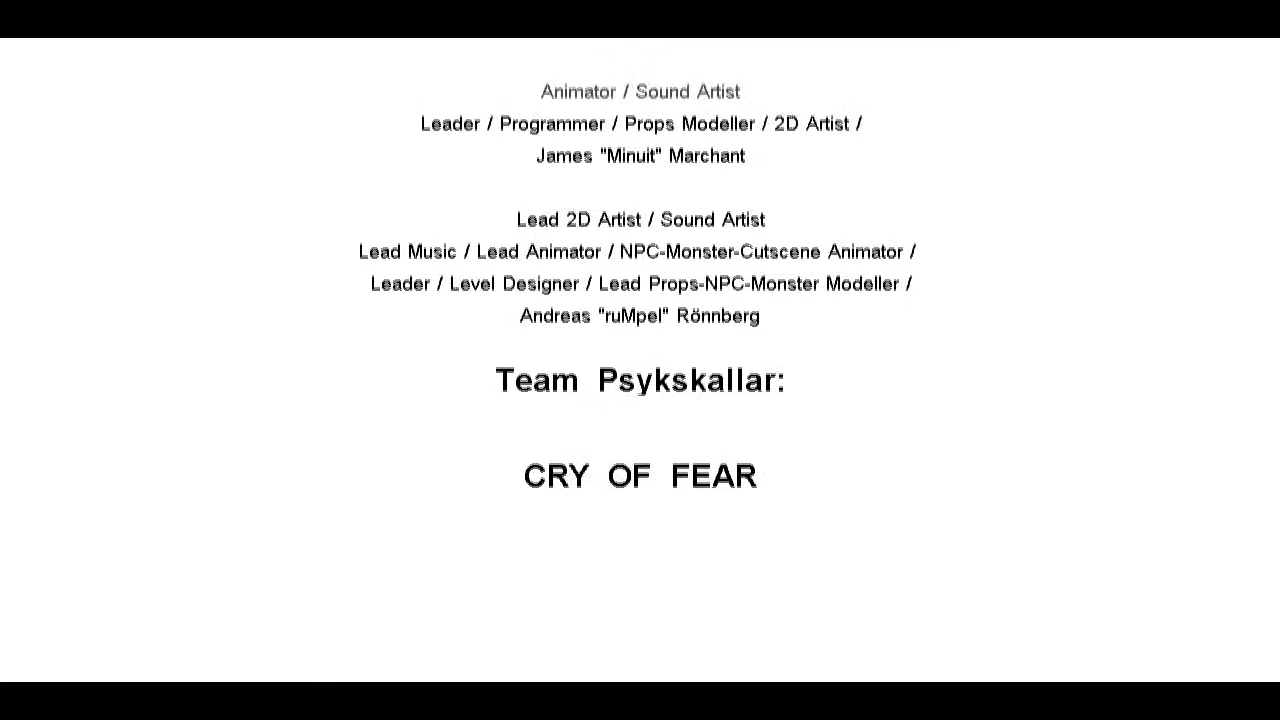 Animator / Sound Artist
Leader / Programmer / Props Modeller / 2D Artist /
James "Minuit" Marchant
Lead 2D Artist / Sound Artist
Lead Music / Lead Animator / NPC-Monster-Cutscene Animator /
Leader / Level Designer / Lead Props-NPC-Monster Modeller /
Andreas "ruMpel" Rönnberg
Team Psykskallar:
CRY OF FEAR